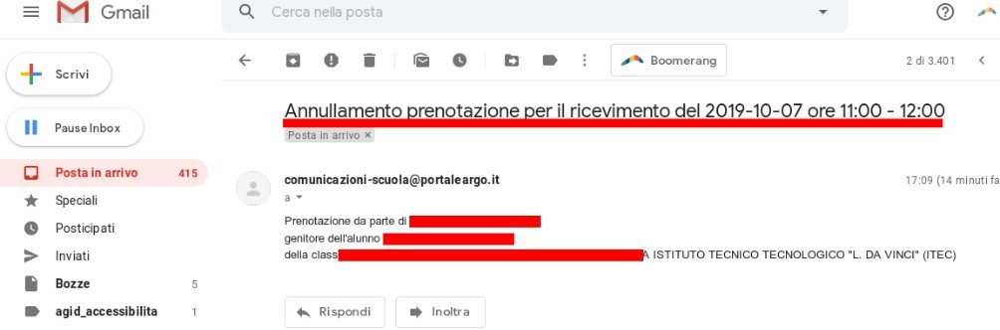 Gmail
Cerca nella posta
Scrivi
Boomerang
2 di 3.401
Pause Inbox
Annullamento prenotazione per il ricevimento del 2019-10-07 ore 11:00 - 12:00
Posta in arrivo ×
Posta in arrivo 415
Speciali
Posticipati
Inviati
Bozze 5
agid_accessibilita 1
comunicazioni-scuola@portaleargo.it
17:09 (14 minuti fa
a
Prenotazione da parte di
genitore dell'alunno
della class
A ISTITUTO TECNICO TECNOLOGICO "L. DA VINCI" (ITEC)
Rispondi
Inoltra